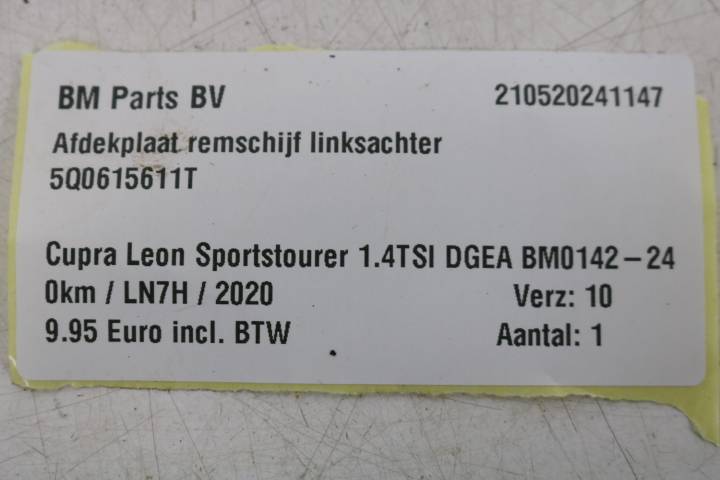 BM Parts BV 210520241147
Afdekplaat remschijf linksachter
5Q0615611T
Cupra Leon Sportstourer 1.4TSI DGEA BM0142-24
0km / LN7H / 2020 Verz: 10
9.95 Euro incl. BTW Aantal: 1